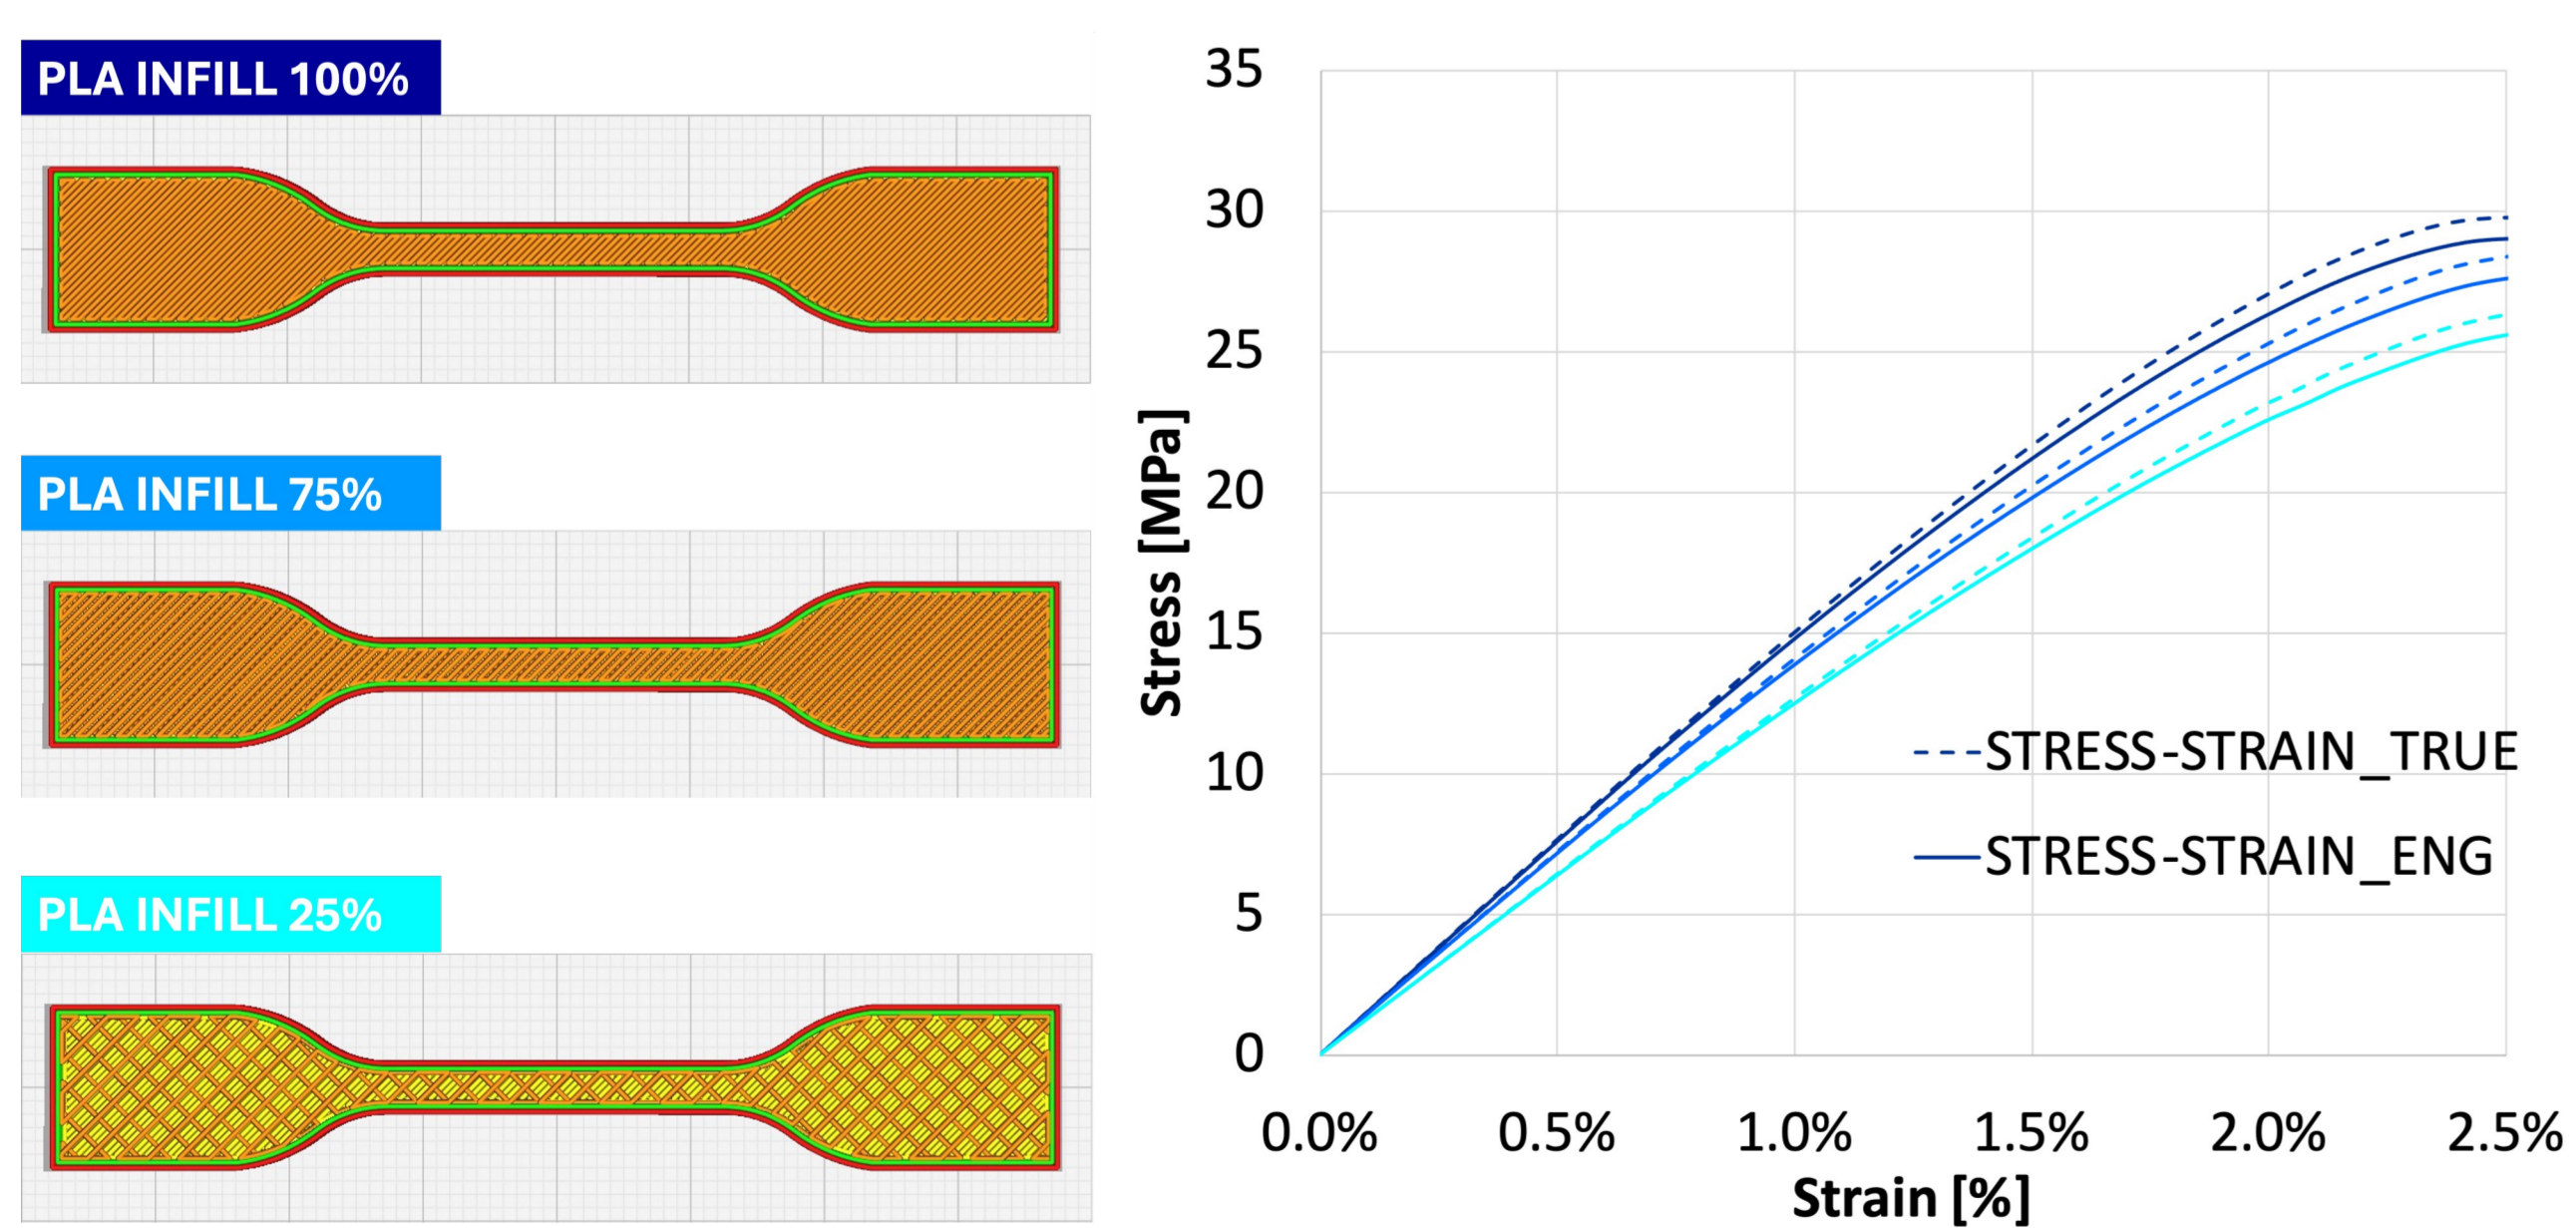 PLA INFILL 100%
PLA INFILL 75%
PLA INFILL 25%
Stress [MPa]
35
30
25
20
15
10
5
0
STRESS-STRAIN_TRUE
STRESS-STRAIN_ENG
0.0% 0.5% 1.0% 1.5% 2.0% 2.5%
Strain [%]